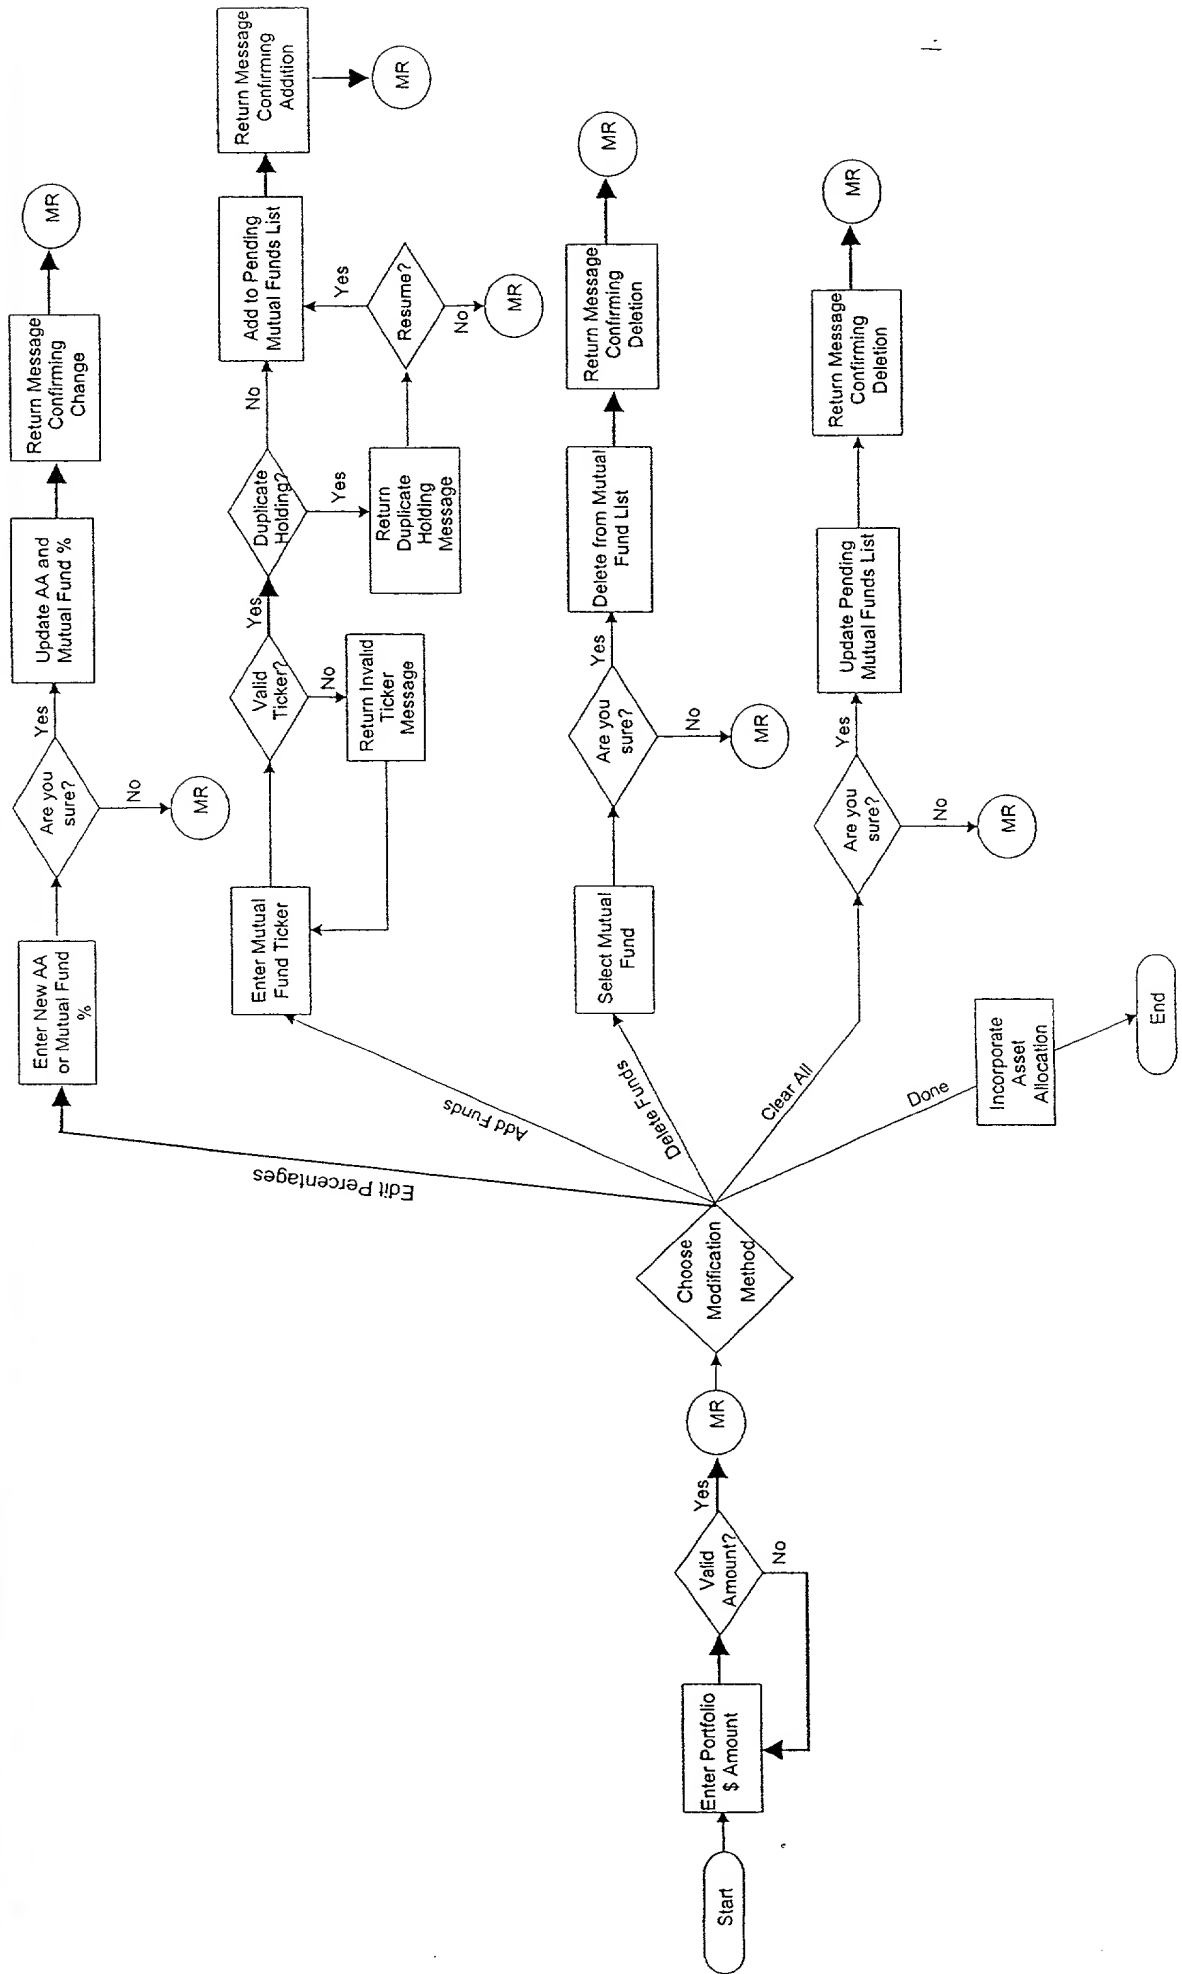 Start
Enter Portfolio
$ Amount
Valid
Amount?
Yes
No
MR
Choose
Modification
Method
Edit Percentages
Enter New AA
or Mutual Fund
%
Are you
sure?
Yes
No
MR
Update AA and
Mutual Fund %
Return Message
Confirming
Change
MR
Add Funds
Enter Mutual
Fund Ticker
Valid
Ticker?
Yes
No
Return Invalid
Ticker
Message
Duplicate
Holding?
No
Yes
Return
Duplicate
Holding
Message
Resume?
Yes
No
MR
Add to Pending
Mutual Funds List
Return Message
Confirming
Addition
MR
Delete Funds
Select Mutual
Fund
Are you
sure?
Yes
No
MR
Delete from Mutual
Fund List
Return Message
Confirming
Deletion
MR
Clear All
Are you
sure?
Yes
No
MR
Update Pending
Mutual Funds List
Return Message
Confirming
Deletion
MR
Done
Incorporate
Asset
Allocation
End